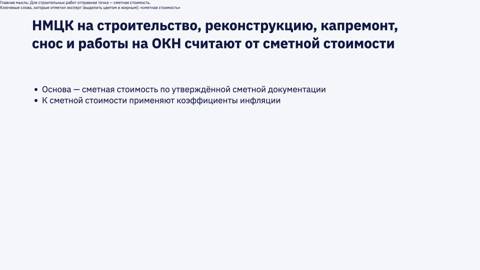 Главная мысль: Для строительных работ отправная точка — сметная стоимость.
Ключевые слова, которые отметил эксперт (выделить цветом и жирным): «сметная стоимость»
НМЦК на строительство, реконструкцию, капремонт,
снос и работы на ОКН считают от сметной стоимости
• Основа — сметная стоимость по утверждённой сметной документации
• К сметной стоимости применяют коэффициенты инфляции